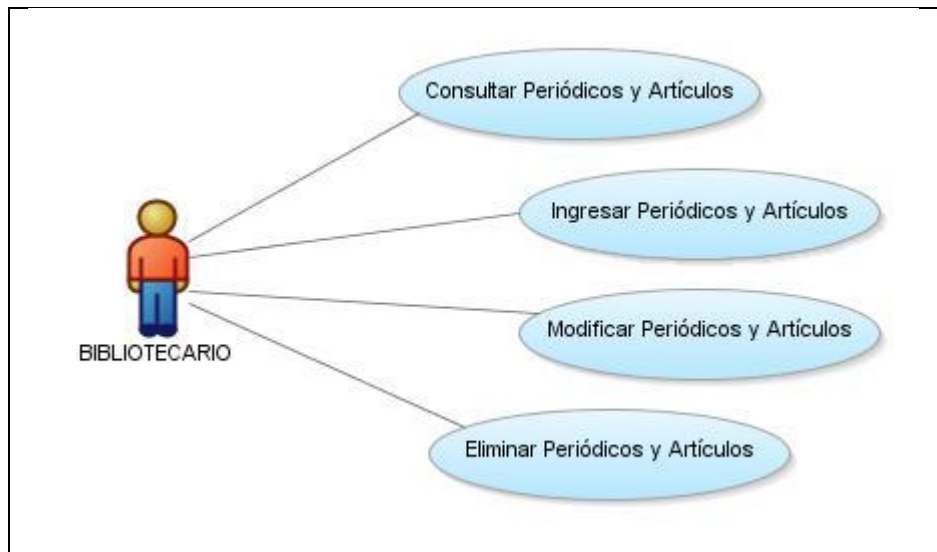 Consultar Periódicos y Artículos
Ingresar Periódicos y Artículos
Modificar Periódicos y Artículos
BIBLIOTECARIO
Eliminar Periódicos y Artículos